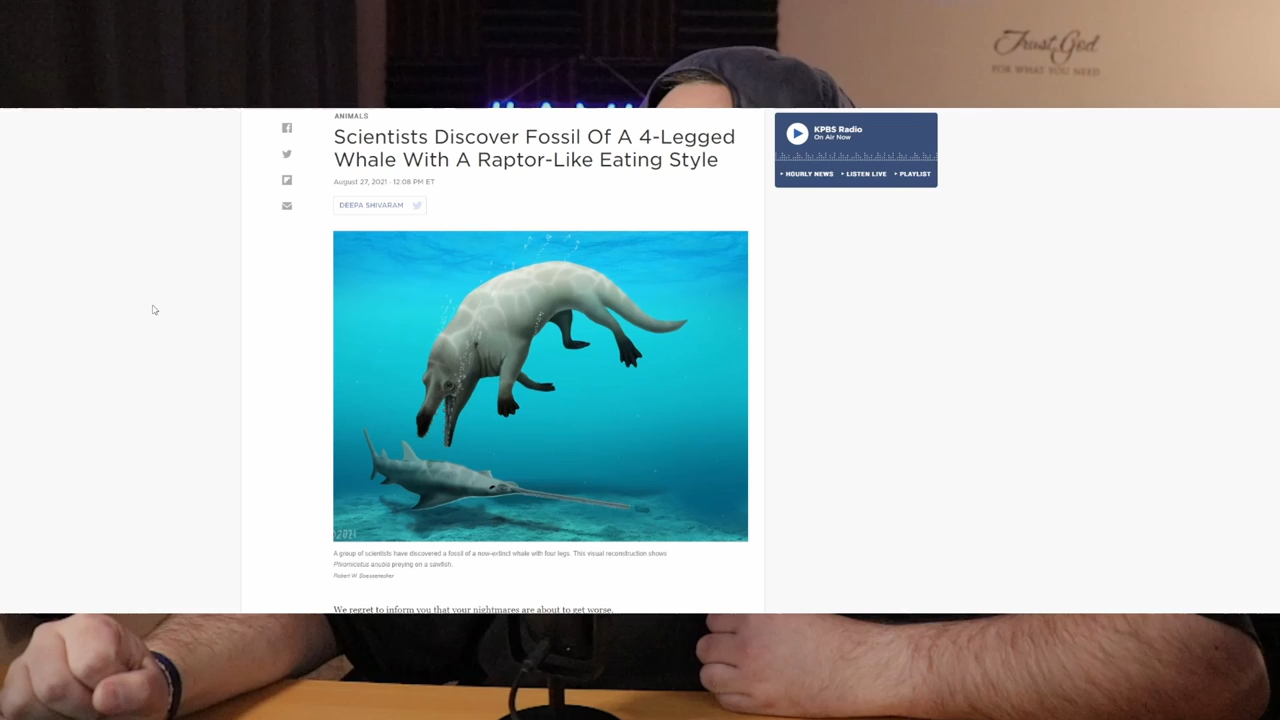 Trust God
FOR WHAT YOU NEED
ANIMALS
Scientists Discover Fossil Of A 4-Legged
Whale With A Raptor-Like Eating Style
August 27, 2021 · 12:08 PM ET
DEEPA SHIVARAM
KPBS Radio
On Air Now
HOURLY NEWS
LISTEN LIVE
PLAYLIST
©2021
A group of scientists have discovered a fossil of a now-extinct whale with four legs. This visual reconstruction shows
Phiomicetus anubis preying on a sawfish.
Robert W. Boessenecker
We regret to inform you that your nightmares are about to get worse.